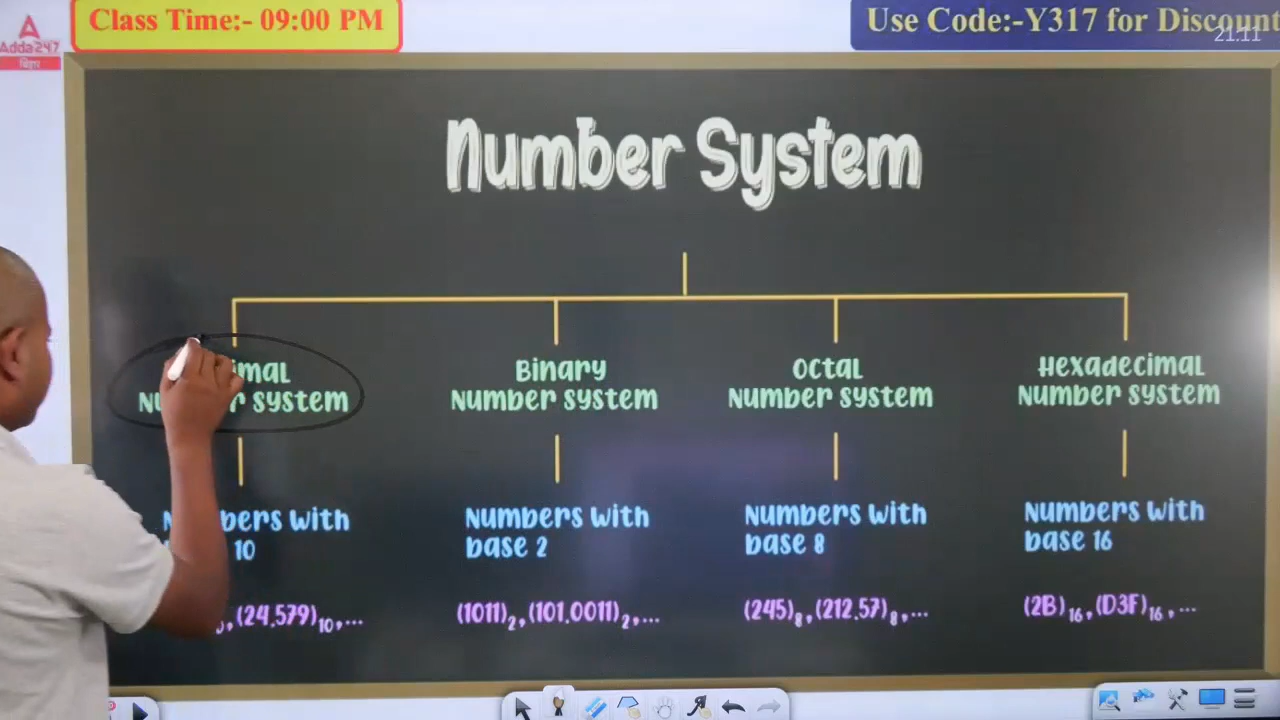 Class Time:- 09:00 PM
Use Code:-Y317 for Discount
21:11
Adda247
बिहार
Number System
Binary
Number System
Octal
Number System
Hexadecimal
Number System
System
with
10
Numbers with
base 2
Numbers with
base 8
Numbers with
base 16
,(24.579)10,...
(1011)2,(101.0011)2,...
(245)8,(212.57)8,...
(2B)16,(D3F)16,...